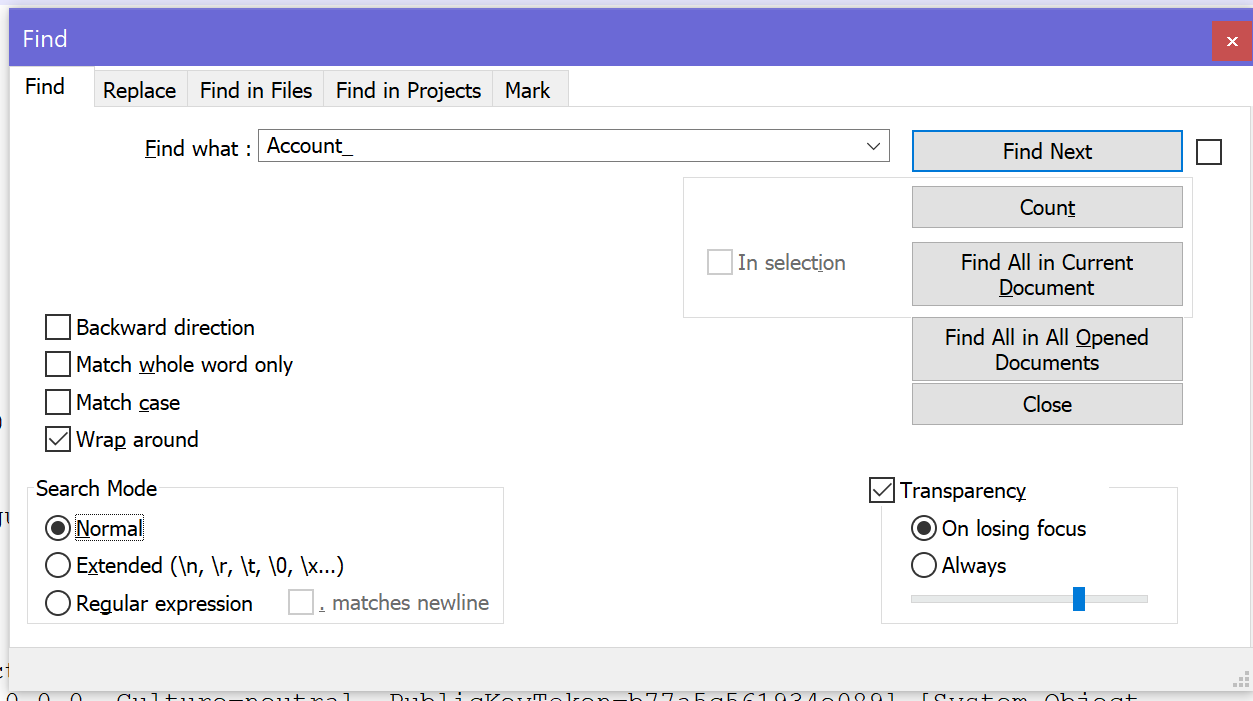 Find
Find Replace Find in Files Find in Projects Mark
Find what : Account_ Find Next
Count
In selection
Find All in Current
Document
Backward direction
Find All in All Opened
Documents
Match whole word only
Match case
Close
Wrap around
Search Mode
Normal
Extended (\n, \r, \t, \0, \x...)
Regular expression . matches newline
Transparency
On losing focus
Always
0.0.0, Culture=neutral, PublicKeyToken=b77a5c561934e089],[System.Object,